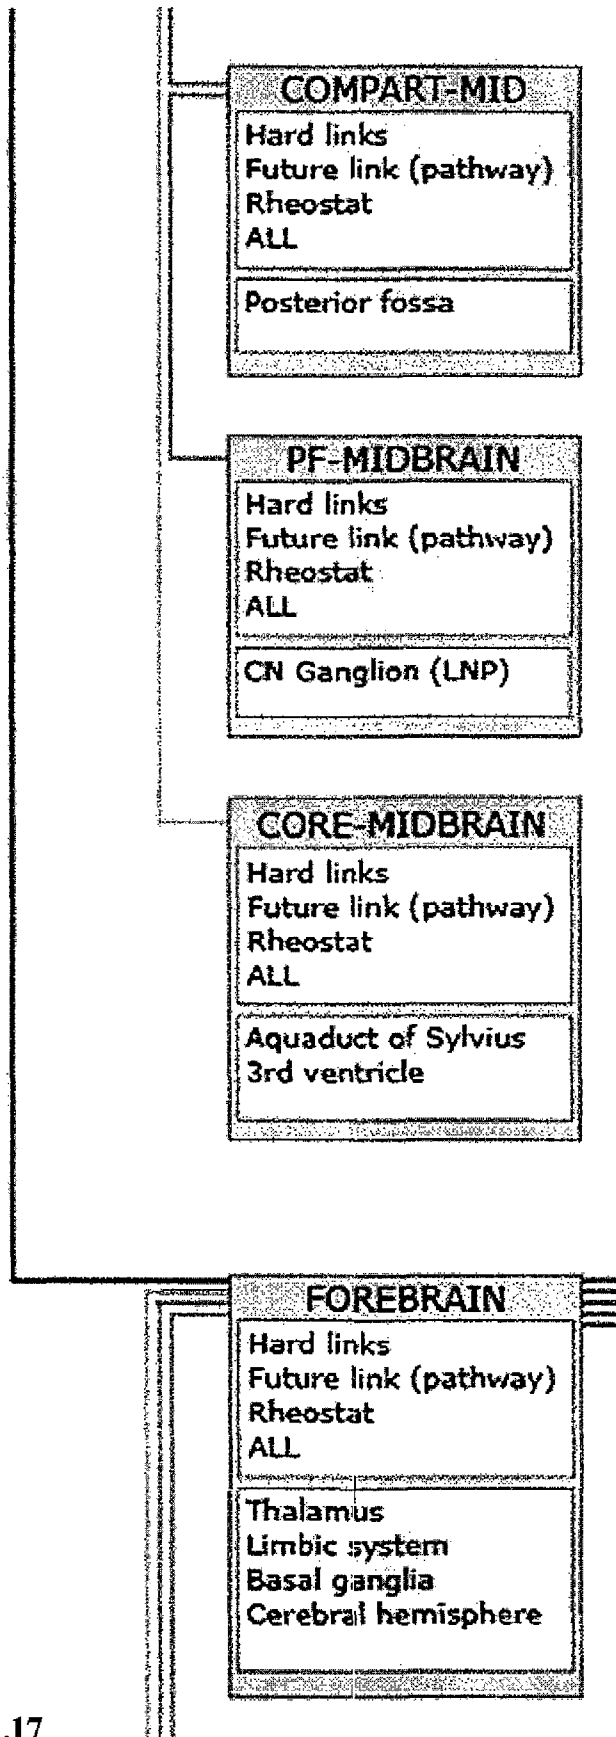 COMPART-MID
Hard links
Future link (pathway)
Rheostat
ALL
Posterior fossa
PF-MIDBRAIN
Hard links
Future link (pathway)
Rheostat
ALL
CN Ganglion (LNP)
CORE-MIDBRAIN
Hard links
Future link (pathway)
Rheostat
ALL
Aquaduct of Sylvius
3rd ventricle
FOREBRAIN
Hard links
Future link (pathway)
Rheostat
ALL
Thalamus
Limbic system
Basal ganglia
Cerebral hemisphere
.17